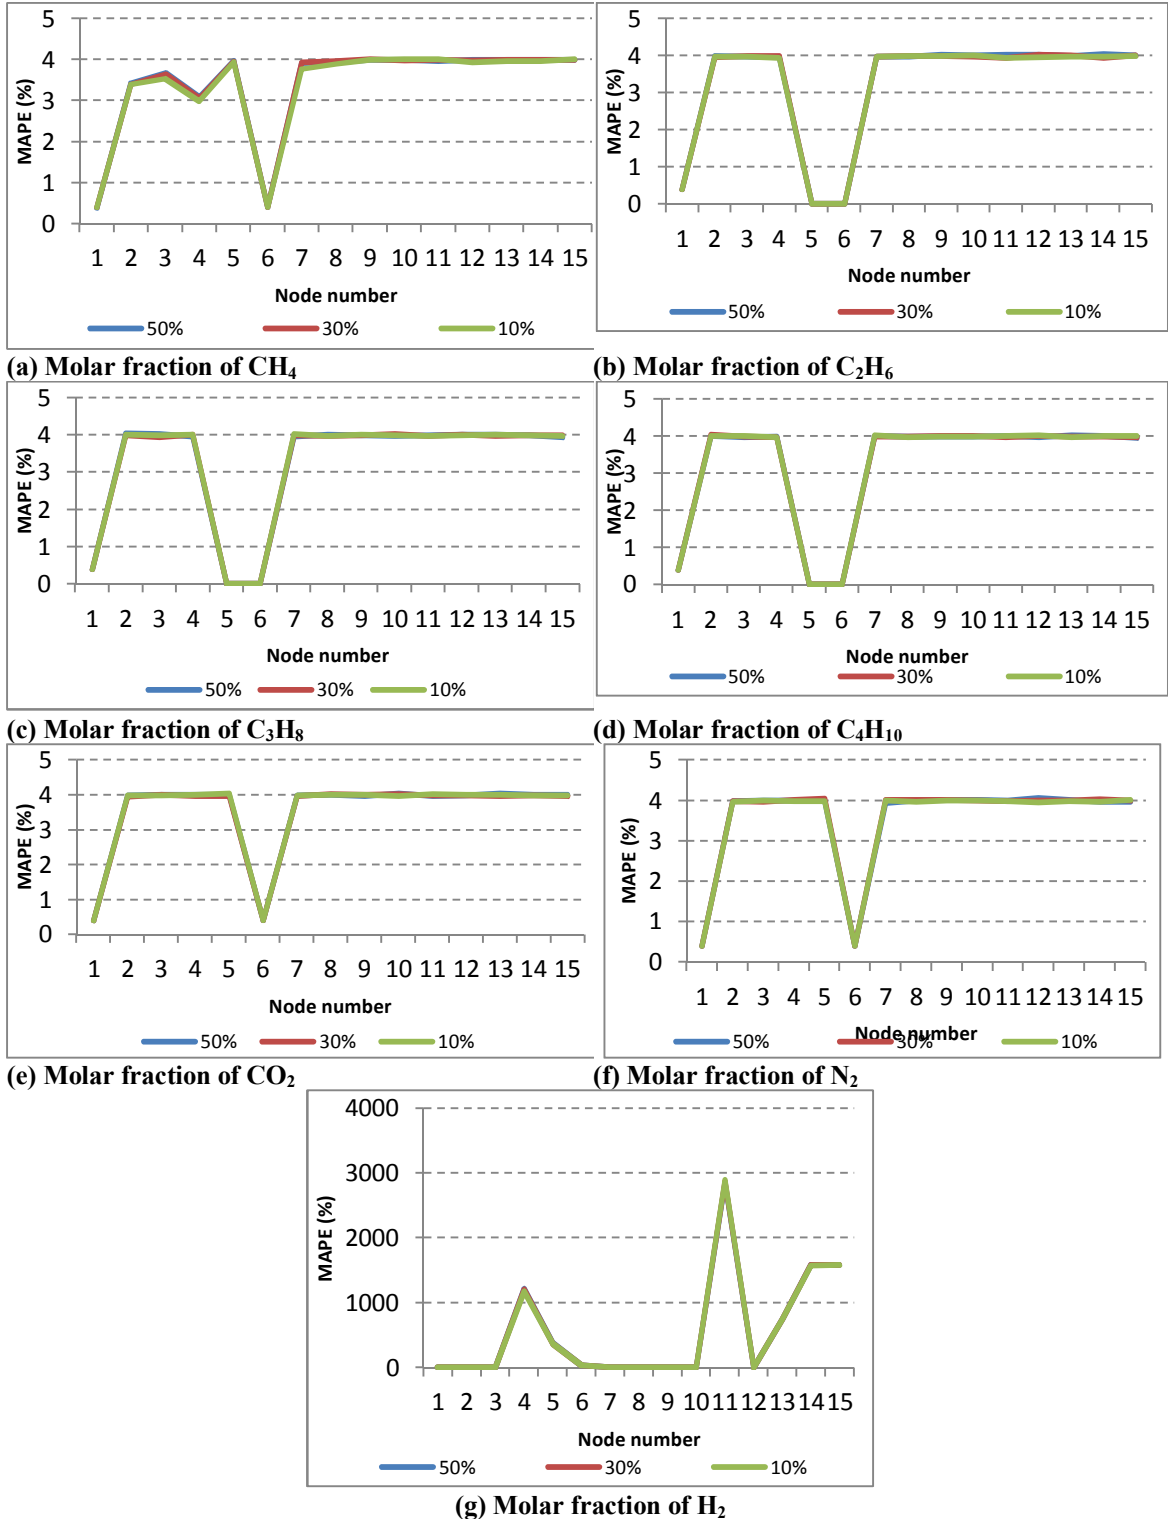 5
4
3
2
1
0
MAPE (%)
1 2 3 4 5 6 7 8 9 10 11 12 13 14 15
Node number
50% 30% 10%
(a) Molar fraction of CH₄
5
4
3
2
1
0
MAPE (%)
1 2 3 4 5 6 7 8 9 10 11 12 13 14 15
Node number
50% 30% 10%
(b) Molar fraction of C₂H₆
5
4
3
2
1
0
MAPE (%)
1 2 3 4 5 6 7 8 9 10 11 12 13 14 15
Node number
50% 30% 10%
(c) Molar fraction of C₃H₈
5
4
3
2
1
0
MAPE (%)
1 2 3 4 5 6 7 8 9 10 11 12 13 14 15
Node number
50% 30% 10%
(d) Molar fraction of C₄H₁₀
5
4
3
2
1
0
MAPE (%)
1 2 3 4 5 6 7 8 9 10 11 12 13 14 15
Node number
50% 30% 10%
(e) Molar fraction of CO₂
5
4
3
2
1
0
MAPE (%)
1 2 3 4 5 6 7 8 9 10 11 12 13 14 15
Node number
50% 30% 10%
(f) Molar fraction of N₂
4000
3000
2000
1000
0
MAPE (%)
1 2 3 4 5 6 7 8 9 10 11 12 13 14 15
Node number
50% 30% 10%
(g) Molar fraction of H₂